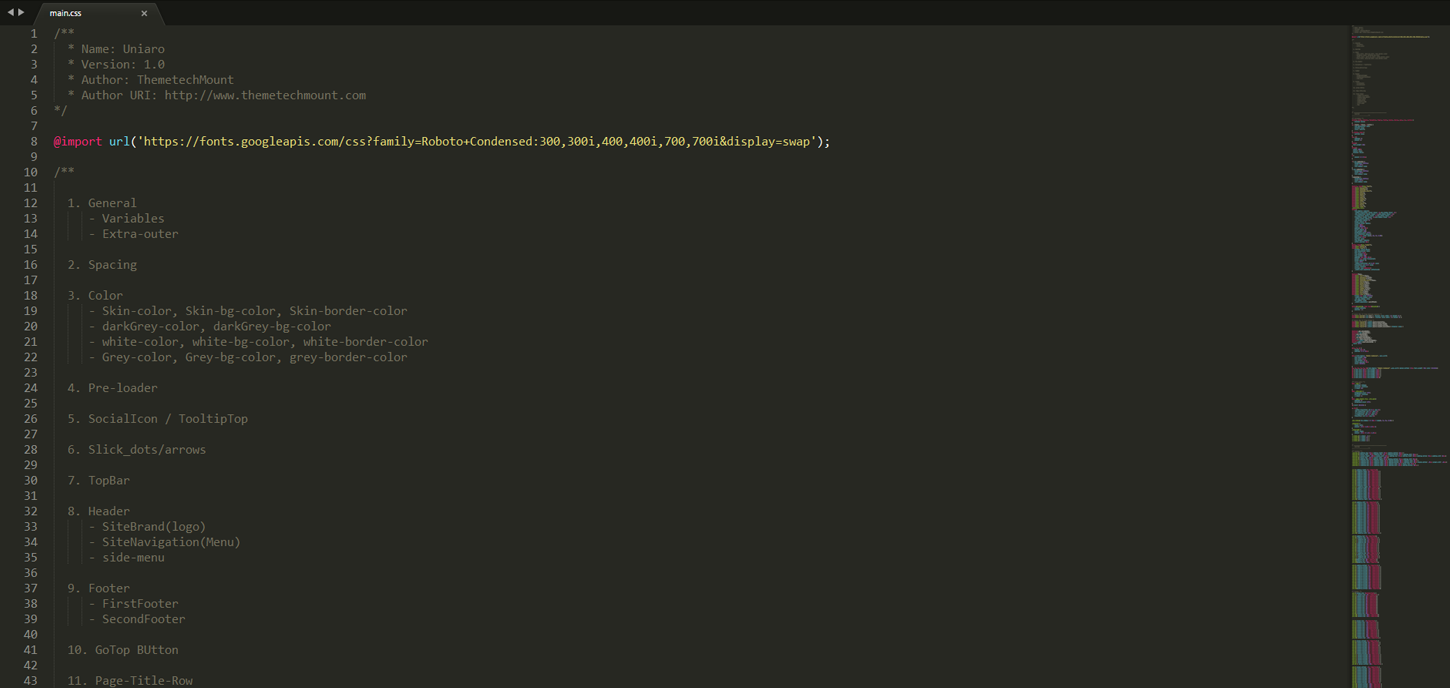 main.css
1 /**
2 * Name: Uniaro
3 * Version: 1.0
4 * Author: ThemetechMount
5 * Author URI: http://www.themetechmount.com
6 */
7
8 @import url('https://fonts.googleapis.com/css?family=Roboto+Condensed:300,300i,400,400i,700,700i&display=swap');
9
10 /**
11
12 1. General
13 - Variables
14 - Extra-outer
15
16 2. Spacing
17
18 3. Color
19 - Skin-color, Skin-bg-color, Skin-border-color
20 - darkGrey-color, darkGrey-bg-color
21 - white-color, white-bg-color, white-border-color
22 - Grey-color, Grey-bg-color, grey-border-color
23
24 4. Pre-loader
25
26 5. SocialIcon / TooltipTop
27
28 6. Slick_dots/arrows
29
30 7. TopBar
31
32 8. Header
33 - SiteBrand(logo)
34 - SiteNavigation(Menu)
35 - side-menu
36
37 9. Footer
38 - FirstFooter
39 - SecondFooter
40
41 10. GoTop BUtton
42
43 11. Page-Title-Row